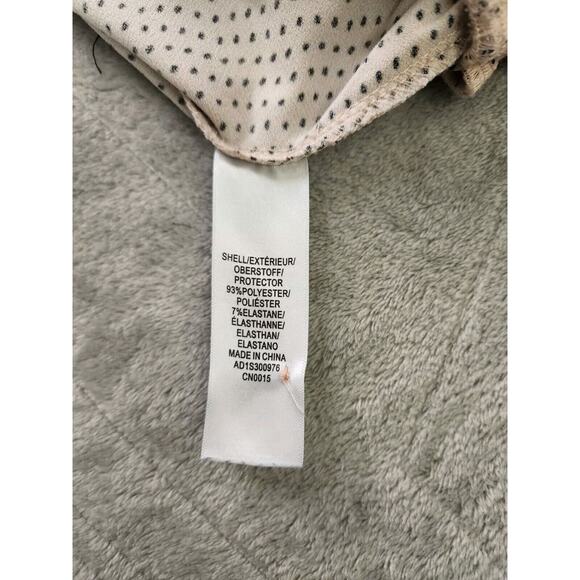 SHELL/EXTÉRIEUR/
OBERSTOFF/
PROTECTOR
93%POLYESTER/
POLIÉSTER
7%ELASTANE/
ÉLASTHANNE/
ELASTHAN/
ELASTANO
MADE IN CHINA
AD1S300976
CN0015